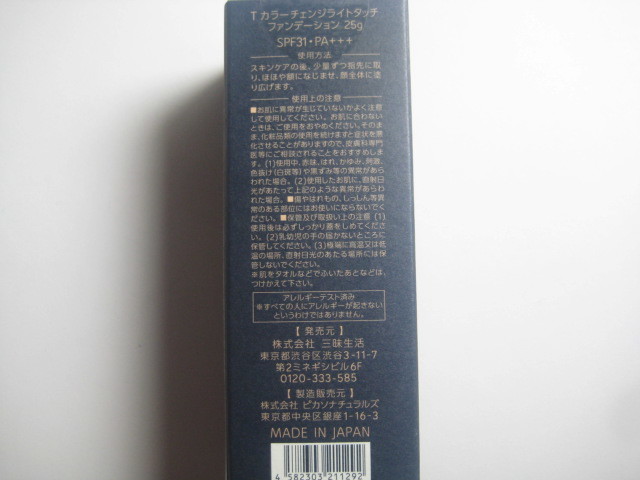 T カラーチェンジライトタッチ
ファンデーション 25g
SPF31・PA+++
使用方法
スキンケアの後、少量ずつ指先に取
り、ほほや額になじませ、顔全体に塗
り広げます。
使用上の注意
■お肌に異常が生じていないかよく注意
して使用してください。お肌に合わない
ときは、ご使用をおやめください。そのま
ま、化粧品類の使用を続けますと症状を悪
化させることがありますので、皮膚科専門
医等にご相談されることをおすすめしま
す。(1)使用中、赤味、はれ、かゆみ、刺激、
色抜け(白斑等)や黒ずみ等の異常があら
われた場合。(2)使用したお肌に、直射日
光があたって上記のような異常があらわ
れた場合。■傷やはれもの、しっしん等異
常のある部位にはお使いにならないでく
ださい。■保管及び取扱い上の注意 (1)
使用後は必ずしっかり蓋をしめてくださ
い。(2)乳幼児の手の届かないところに
保管してください。(3)極端に高温又は低
温の場所、直射日光のあたる場所には保
管しないでください。
※肌をタオルなどでふいたあとなどは、
つけかえて下さい。
アレルギーテスト済み
※すべての人にアレルギーが起きない
というわけではありません。
【発売元】
株式会社 三昧生活
東京都渋谷区渋谷3-11-7
第2ミネギシビル6F
0120-333-585
【製造販売元】
株式会社 ピカソナチュラルズ
東京都中央区銀座1-16-3
MADE IN JAPAN
4 582303 211292